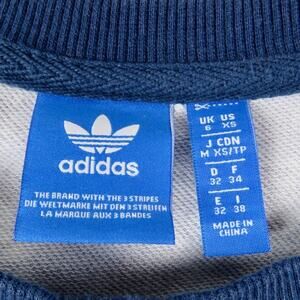 adidas
THE BRAND WITH THE 3 STRIPES
DIE WELTMARKE MIT DEN 3 STREIFEN
LA MARQUE AUX 3 BANDES
UK US
6 XS
J CDN
M XS/TP
D F
32 34
E I
32 38
MADE IN
CHINA